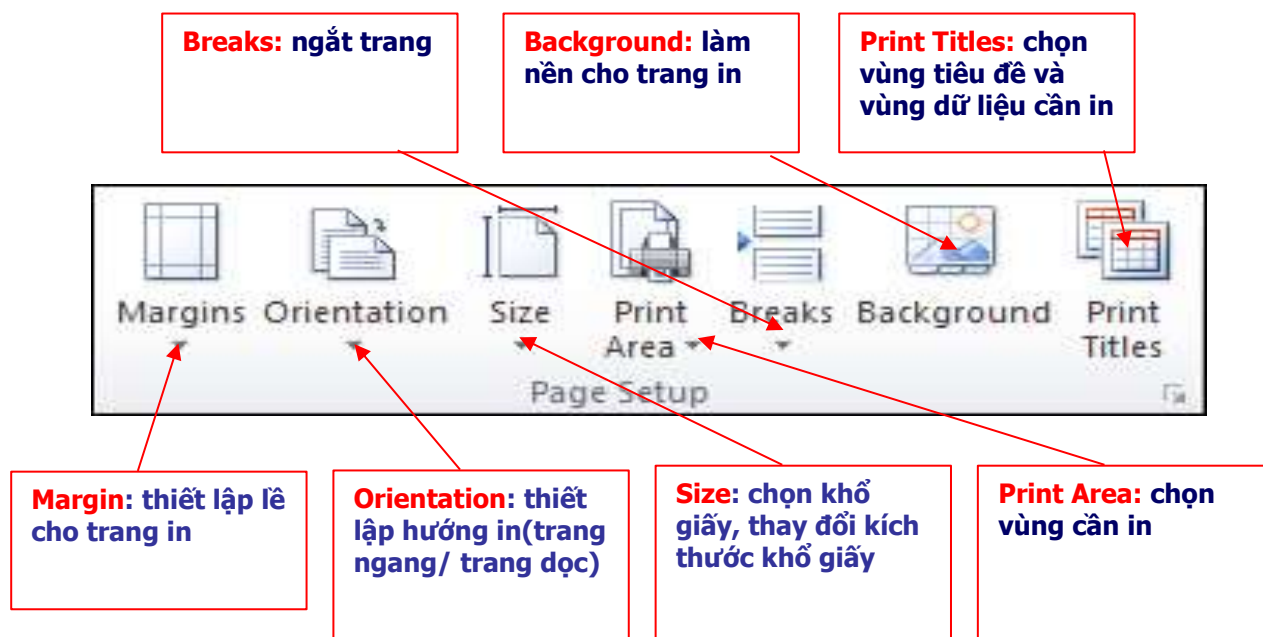 Breaks: ngắt trang
Background: làm
nền cho trang in
Print Titles: chọn
vùng tiêu đề và
vùng dữ liệu cần in
Margins
Orientation
Size
Print
Area
Breaks
Background
Print
Titles
Page Setup
Margin: thiết lập lề
cho trang in
Orientation: thiết
lập hướng in(trang
ngang/ trang dọc)
Size: chọn khổ
giấy, thay đổi kích
thước khổ giấy
Print Area: chọn
vùng cần in